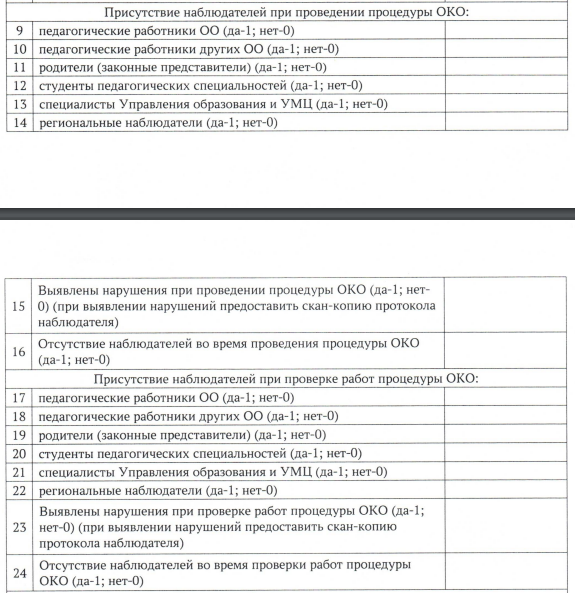 Присутствие наблюдателей при проведении процедуры ОКО:
9 педагогические работники ОО (да-1; нет-0)
10 педагогические работники других ОО (да-1; нет-0)
11 родители (законные представители) (да-1; нет-0)
12 студенты педагогических специальностей (да-1; нет-0)
13 специалисты Управления образования и УМЦ (да-1; нет-0)
14 региональные наблюдатели (да-1; нет-0)
15 Выявлены нарушения при проведении процедуры ОКО (да-1; нет-
0) (при выявлении нарушений предоставить скан-копию протокола
наблюдателя)
16 Отсутствие наблюдателей во время проведения процедуры ОКО
(да-1; нет-0)
Присутствие наблюдателей при проверке работ процедуры ОКО:
17 педагогические работники ОО (да-1; нет-0)
18 педагогические работники других ОО (да-1; нет-0)
19 родители (законные представители) (да-1; нет-0)
20 студенты педагогических специальностей (да-1; нет-0)
21 специалисты Управления образования и УМЦ (да-1; нет-0)
22 региональные наблюдатели (да-1; нет-0)
23 Выявлены нарушения при проверке работ процедуры ОКО (да-1;
нет-0) (при выявлении нарушений предоставить скан-копию
протокола наблюдателя)
24 Отсутствие наблюдателей во время проверки работ процедуры
ОКО (да-1; нет-0)